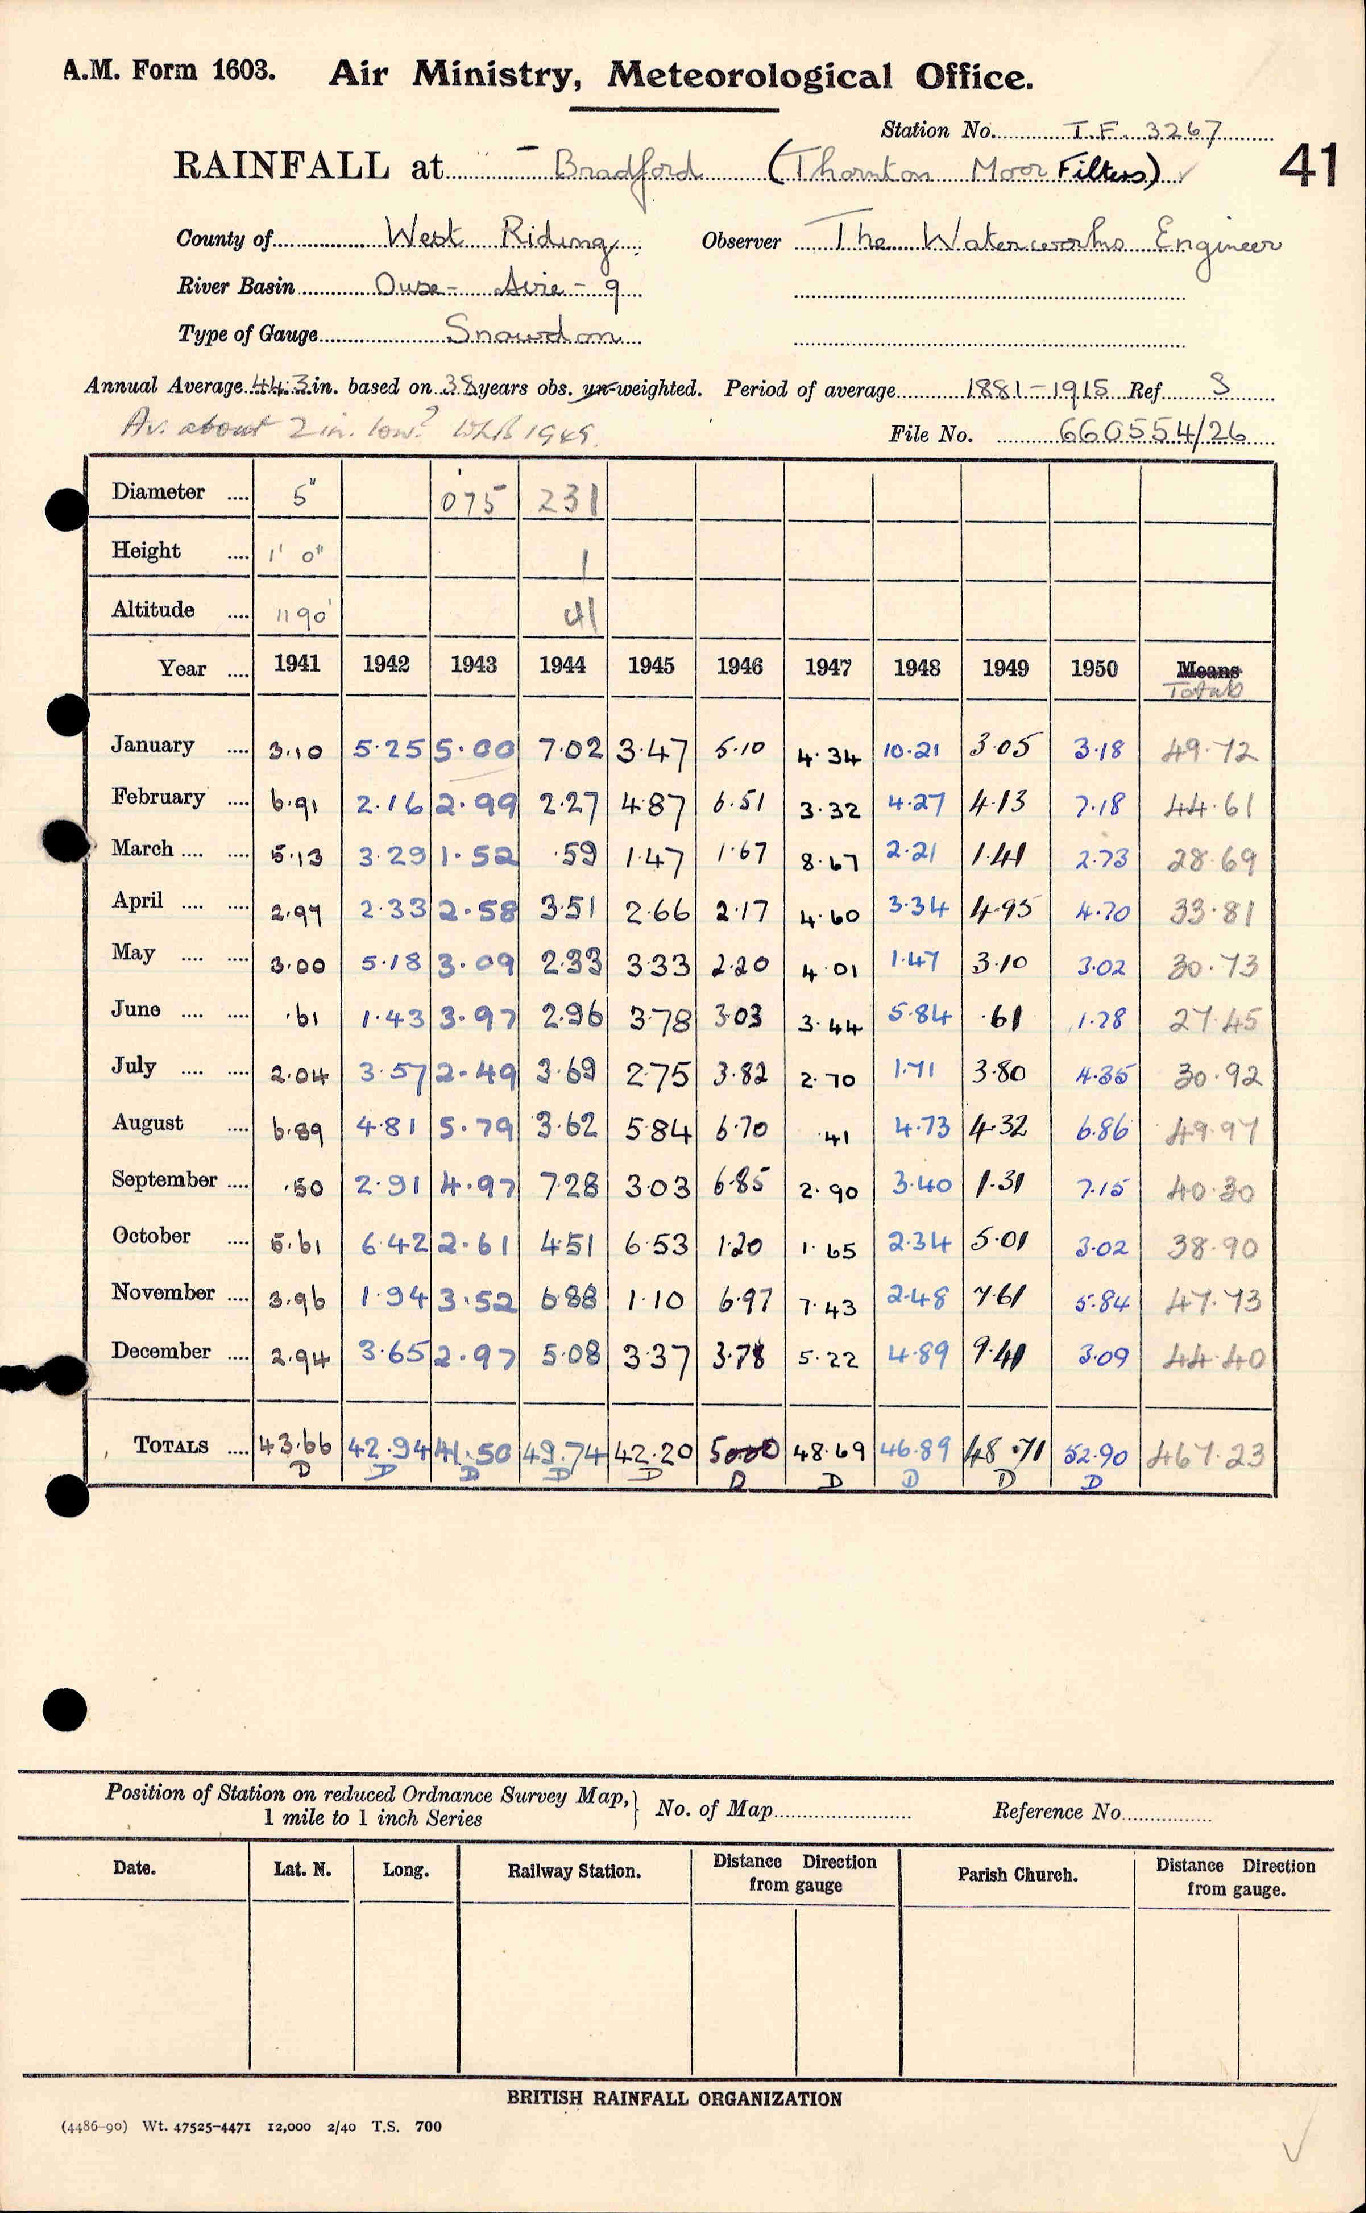 A.M. Form 1603. Air Ministry, Meteorological Office.
Station No. T.F. 3267
RAINFALL at Bradford (Thornton Moor Filters) 41
County of West Riding Observer The Waterworks Engineer
River Basin Ouse - Aire - 9
Type of Gauge Snowdon
Annual Average 44.3 in. based on 38 years obs. un-weighted. Period of average 1881-1915 Ref S
Av. about 2 in. low? WLB 1949. File No. 660554/26
Diameter .... 5" 075 231
Height .... 1' 0" 1
Altitude .... 1190' 41
Year .... 1941 1942 1943 1944 1945 1946 1947 1948 1949 1950 Means
Totals
January .... 3.10 5.25 5.00 7.02 3.47 5.10 4.34 10.21 3.05 3.18 49.72
February .... 6.91 2.16 2.99 2.27 4.87 6.51 3.32 4.27 4.13 7.18 44.61
March .... .... 5.13 3.29 1.52 .59 1.47 1.67 8.67 2.21 1.41 2.73 28.69
April .... .... 2.97 2.33 2.58 3.51 2.66 2.17 4.60 3.34 4.95 4.70 33.81
May .... .... 3.00 5.18 3.09 2.33 3.33 2.20 4.01 1.47 3.10 3.02 30.73
June .... .... .61 1.43 3.97 2.96 3.78 3.03 3.44 5.84 .61 1.78 27.45
July .... .... 2.04 3.57 2.49 3.69 2.75 3.82 2.70 1.71 3.80 4.35 30.92
August .... 6.89 4.81 5.79 3.62 5.84 6.70 .41 4.73 4.32 6.86 49.97
September .... .50 2.91 4.97 7.28 3.03 6.85 2.90 3.40 1.31 7.15 40.30
October .... 5.61 6.42 2.61 4.51 6.53 1.20 1.65 2.34 5.01 3.02 38.90
November .... 3.96 1.94 3.52 6.88 1.10 6.97 7.43 2.48 7.61 5.84 47.73
December .... 2.94 3.65 2.97 5.08 3.37 3.78 5.22 4.89 9.41 3.09 44.40
TOTALS .... 43.66 42.94 41.50 49.74 42.20 50.00 48.69 46.89 48.71 52.90 467.23
D D D D D D D D D D
Position of Station on reduced Ordnance Survey Map,
1 mile to 1 inch Series } No. of Map Reference No.
Date. Lat. N. Long. Railway Station. Distance Direction from gauge Parish Church. Distance Direction from gauge.
BRITISH RAINFALL ORGANIZATION
(4486-90) Wt. 47525-4471 12,000 2/40 T.S. 700